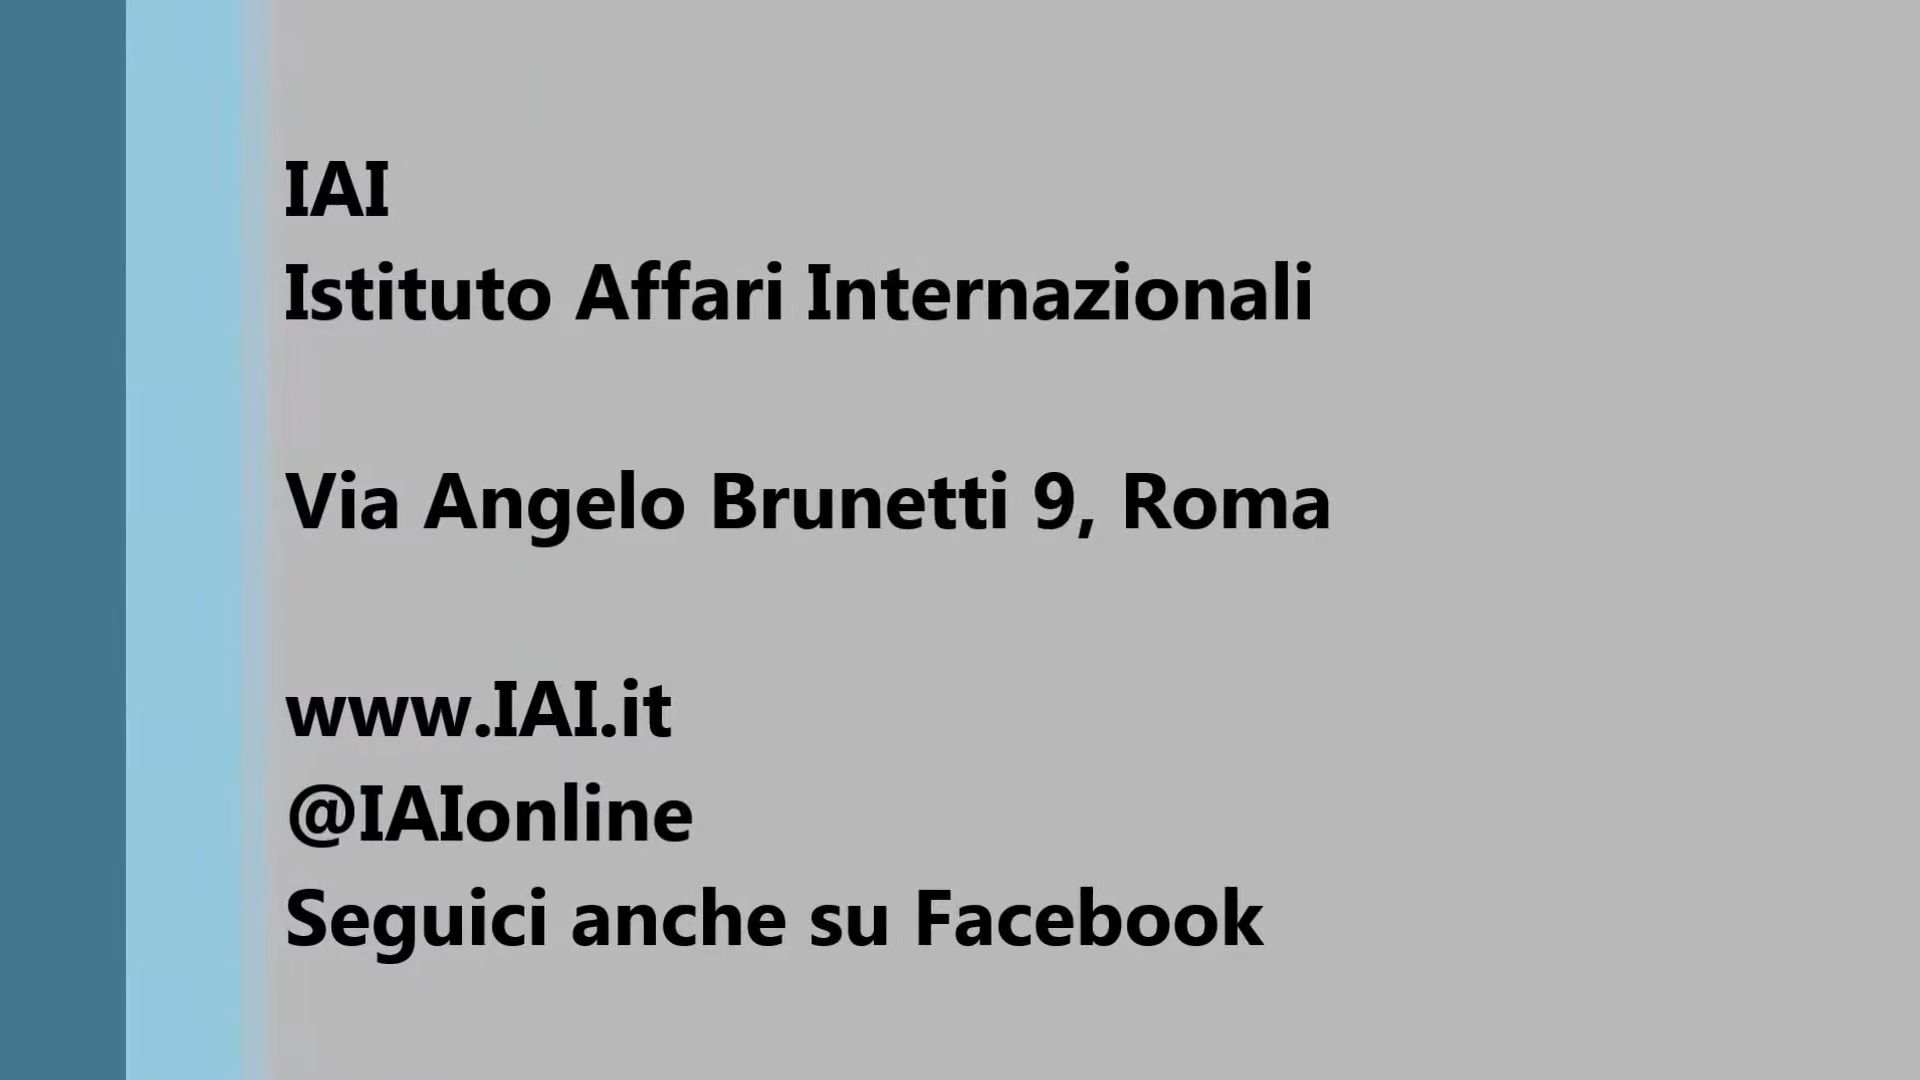 IAI
Istituto Affari Internazionali
Via Angelo Brunetti 9, Roma
www.IAI.it
@IAIonline
Seguici anche su Facebook